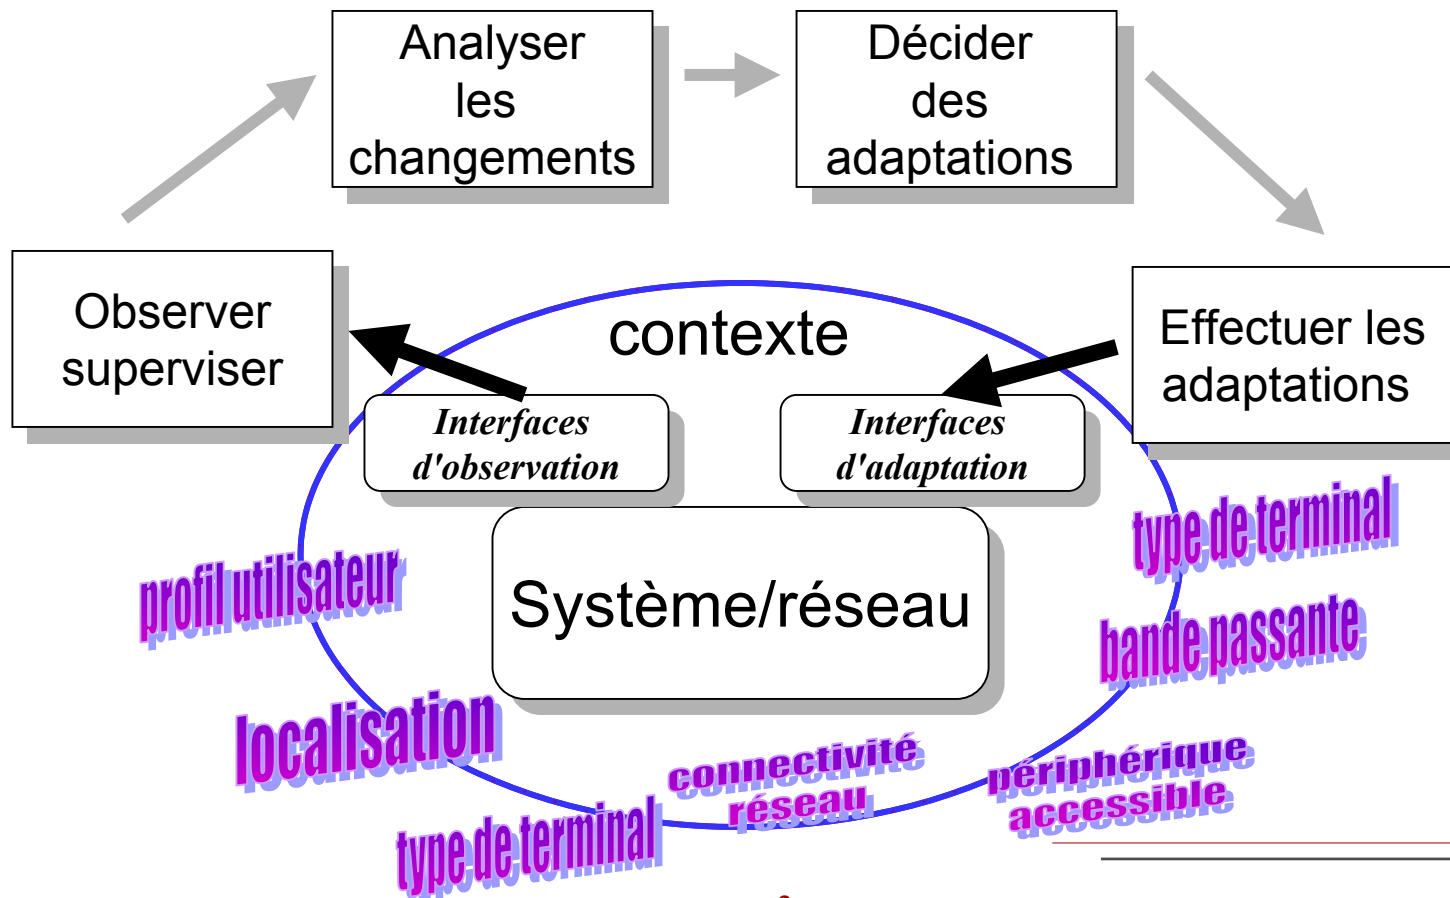 Analyser
les
changements
Décider
des
adaptations
Observer
superviser
contexte
Effectuer les
adaptations
Interfaces
d'observation
Interfaces
d'adaptation
Système/réseau
profil utilisateur
type de terminal
bande passante
localisation
connectivité
réseau
périphérique
accessible
type de terminal